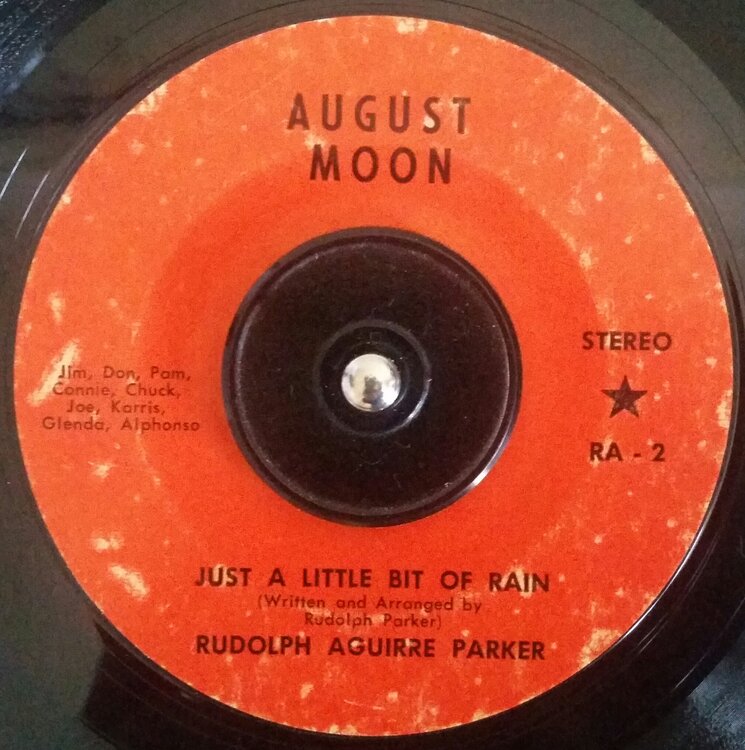 AUGUST
MOON
Jim, Don, Pam,
Connie, Chuck,
Joe, Karris,
Glenda, Alphonso
STEREO
RA - 2
JUST A LITTLE BIT OF RAIN
(Written and Arranged by
Rudolph Parker)
RUDOLPH AGUIRRE PARKER